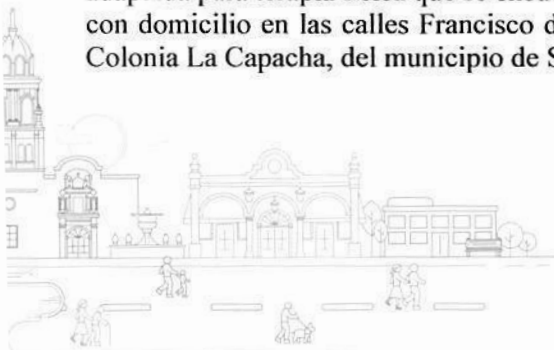 con domicilio en las calles Francisco d
Colonia La Capacha, del municipio de S